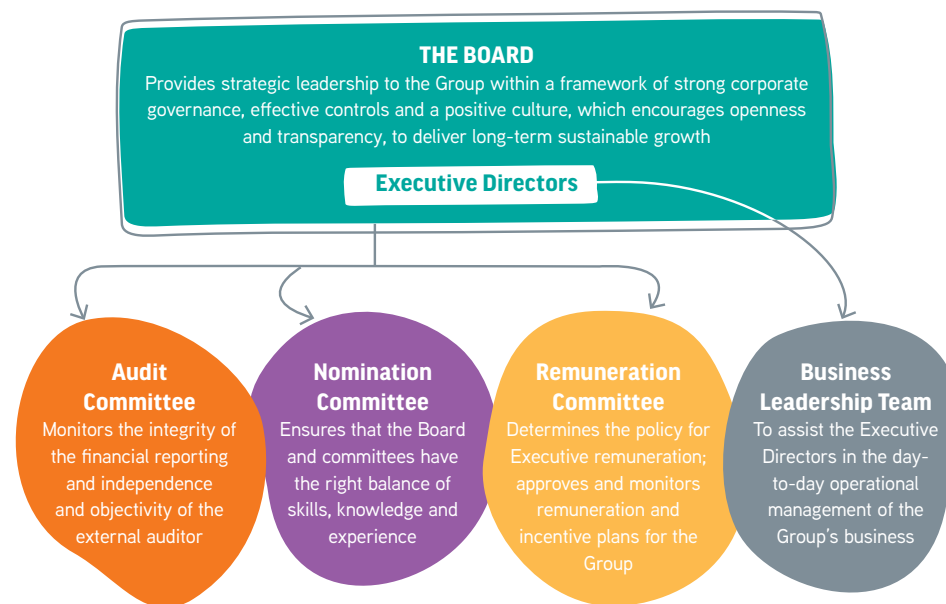 THE BOARD
Provides strategic leadership to the Group within a framework of strong corporate
governance, effective controls and a positive culture, which encourages openness
and transparency, to deliver long-term sustainable growth
Executive Directors
Audit
Committee
Monitors the integrity of
the financial reporting
and independence
and objectivity of the
external auditor
Nomination
Committee
Ensures that the Board
and committees have
the right balance of
skills, knowledge and
experience
Remuneration
Committee
Determines the policy for
Executive remuneration;
approves and monitors
remuneration and
incentive plans for the
Group
Business
Leadership Team
To assist the Executive
Directors in the day-
to-day operational
management of the
Group's business